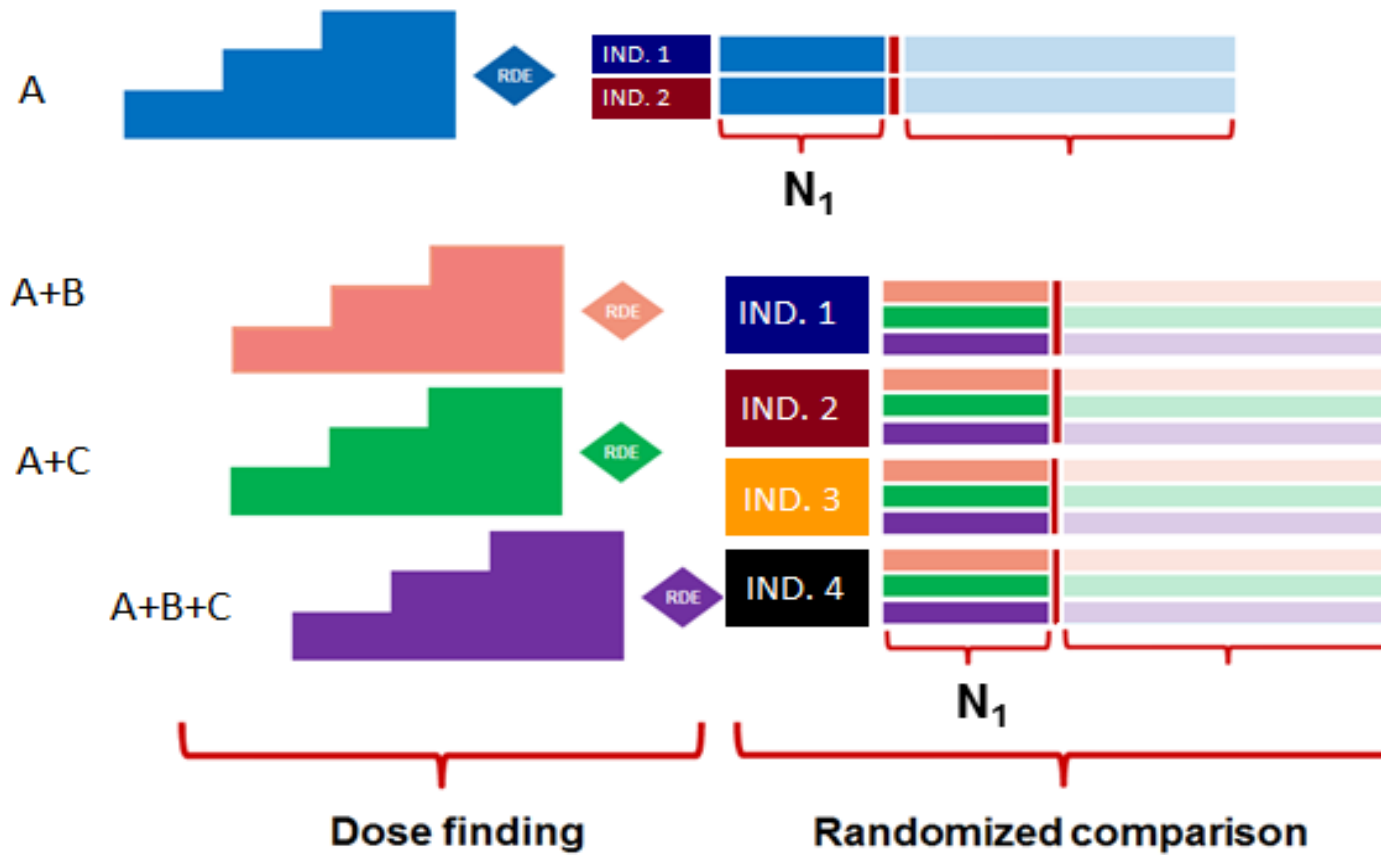 A
RDE
IND. 1
IND. 2
N₁
A+B
RDE
IND. 1
A+C
RDE
IND. 2
IND. 3
A+B+C
RDE
IND. 4
N₁
Dose finding
Randomized comparison